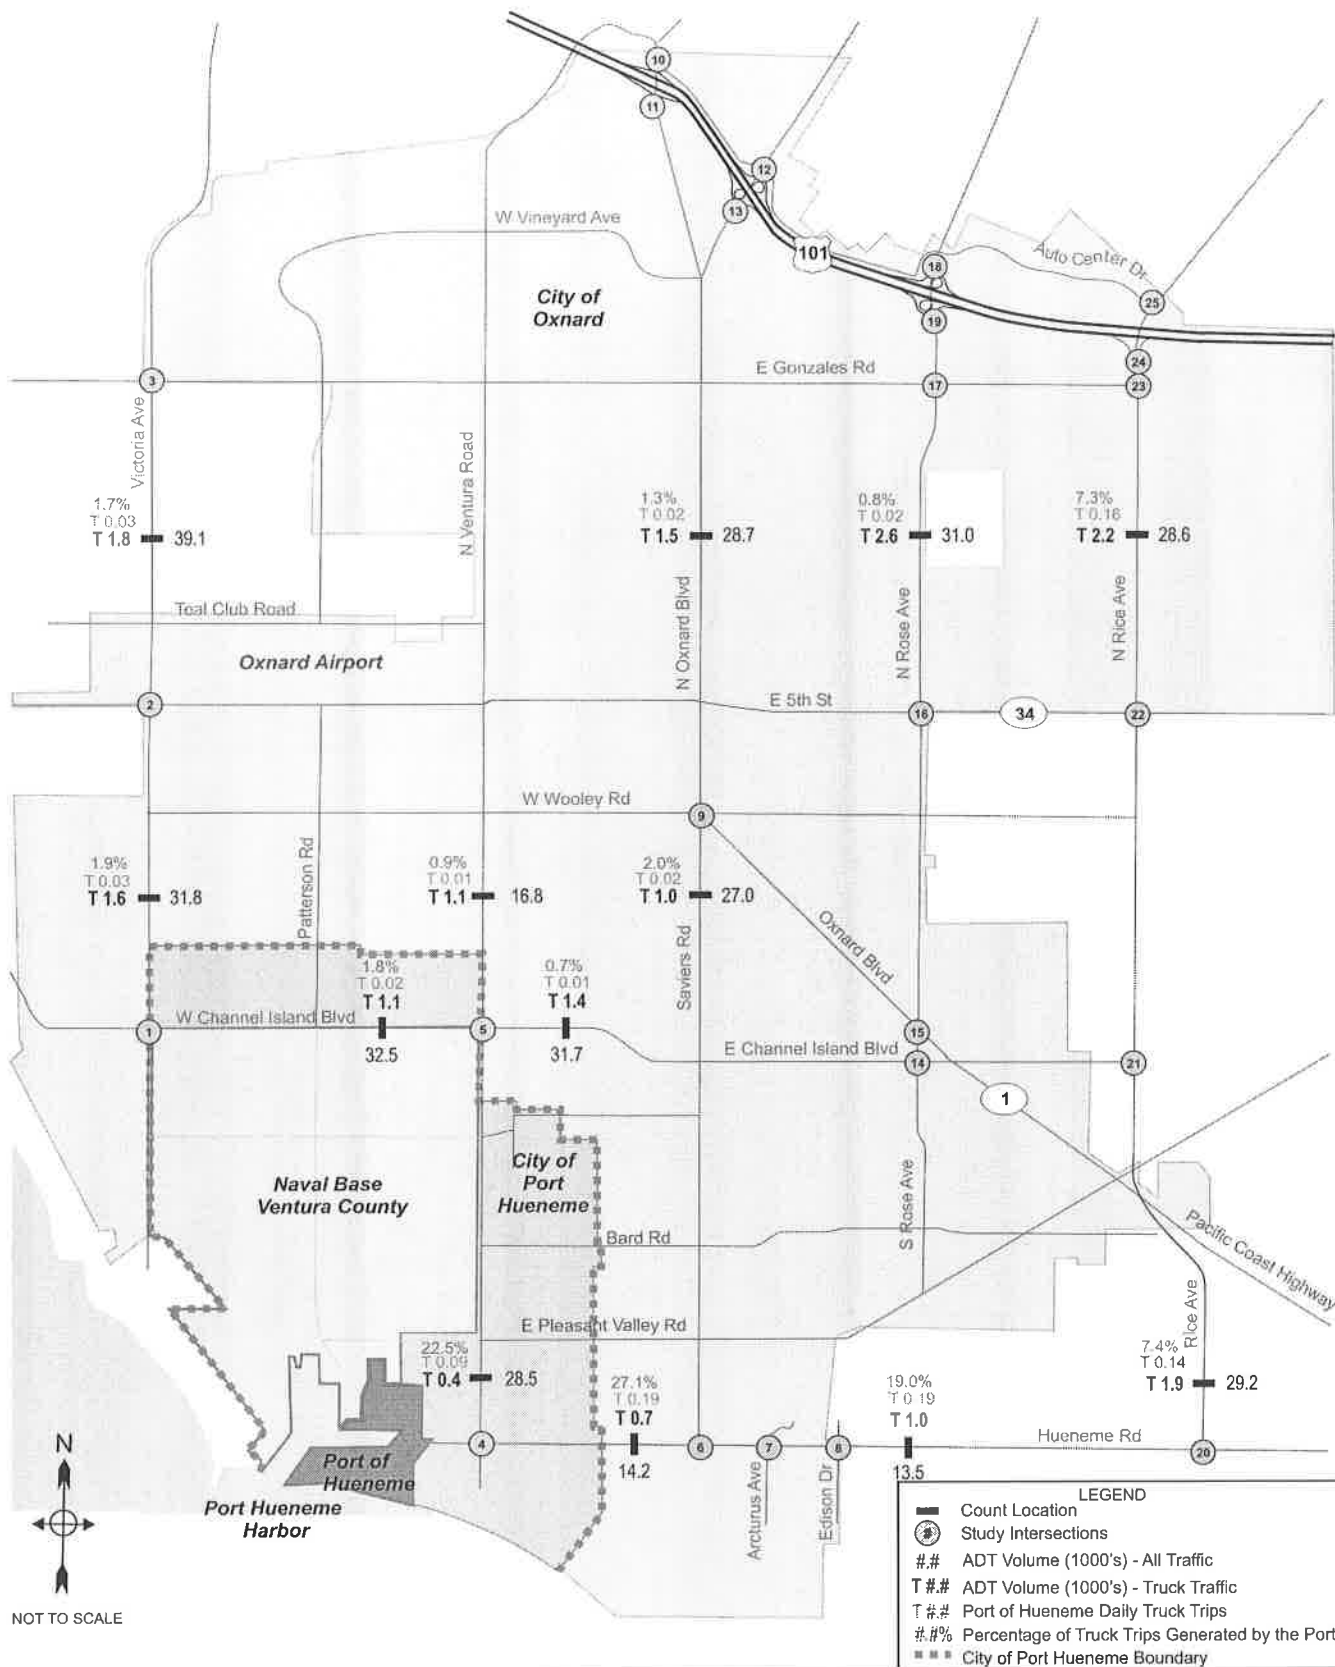 10
11
12
13
W Vineyard Ave
101
18
Auto Center Dr
25
City of
Oxnard
19
24
E Gonzales Rd
3
17
23
Victoria Ave
N Ventura Road
1.7%
T 0.03
T 1.8
39.1
1.3%
T 0.02
T 1.5
28.7
0.8%
T 0.02
T 2.6
31.0
7.3%
T 0.16
T 2.2
28.6
Teal Club Road
N Oxnard Blvd
N Rose Ave
N Rice Ave
Oxnard Airport
2
E 5th St
16
34
22
W Wooley Rd
9
Patterson Rd
1.9%
T 0.03
T 1.6
31.8
0.9%
T 0.01
T 1.1
16.8
2.0%
T 0.02
T 1.0
27.0
Oxnard Blvd
Saviers Rd
1.8%
T 0.02
T 1.1
0.7%
T 0.01
T 1.4
W Channel Island Blvd
1
5
15
32.5
31.7
E Channel Island Blvd
14
21
1
City of
Port
Hueneme
Naval Base
Ventura County
S Rose Ave
Bard Rd
Pacific Coast Highway
E Pleasant Valley Rd
Rice Ave
22.5%
T 0.09
T 0.4
28.5
27.1%
T 0.19
T 0.7
19.0%
T 0.19
T 1.0
7.4%
T 0.14
T 1.9
29.2
N
4
6
7
8
Hueneme Rd
20
Port of
Hueneme
14.2
13.5
Port Hueneme
Harbor
Arcturus Ave
Edison Dr
NOT TO SCALE
LEGEND
Count Location
# Study Intersections
#.# ADT Volume (1000's) - All Traffic
T #.# ADT Volume (1000's) - Truck Traffic
T #.# Port of Hueneme Daily Truck Trips
#.#% Percentage of Truck Trips Generated by the Port
City of Port Hueneme Boundary